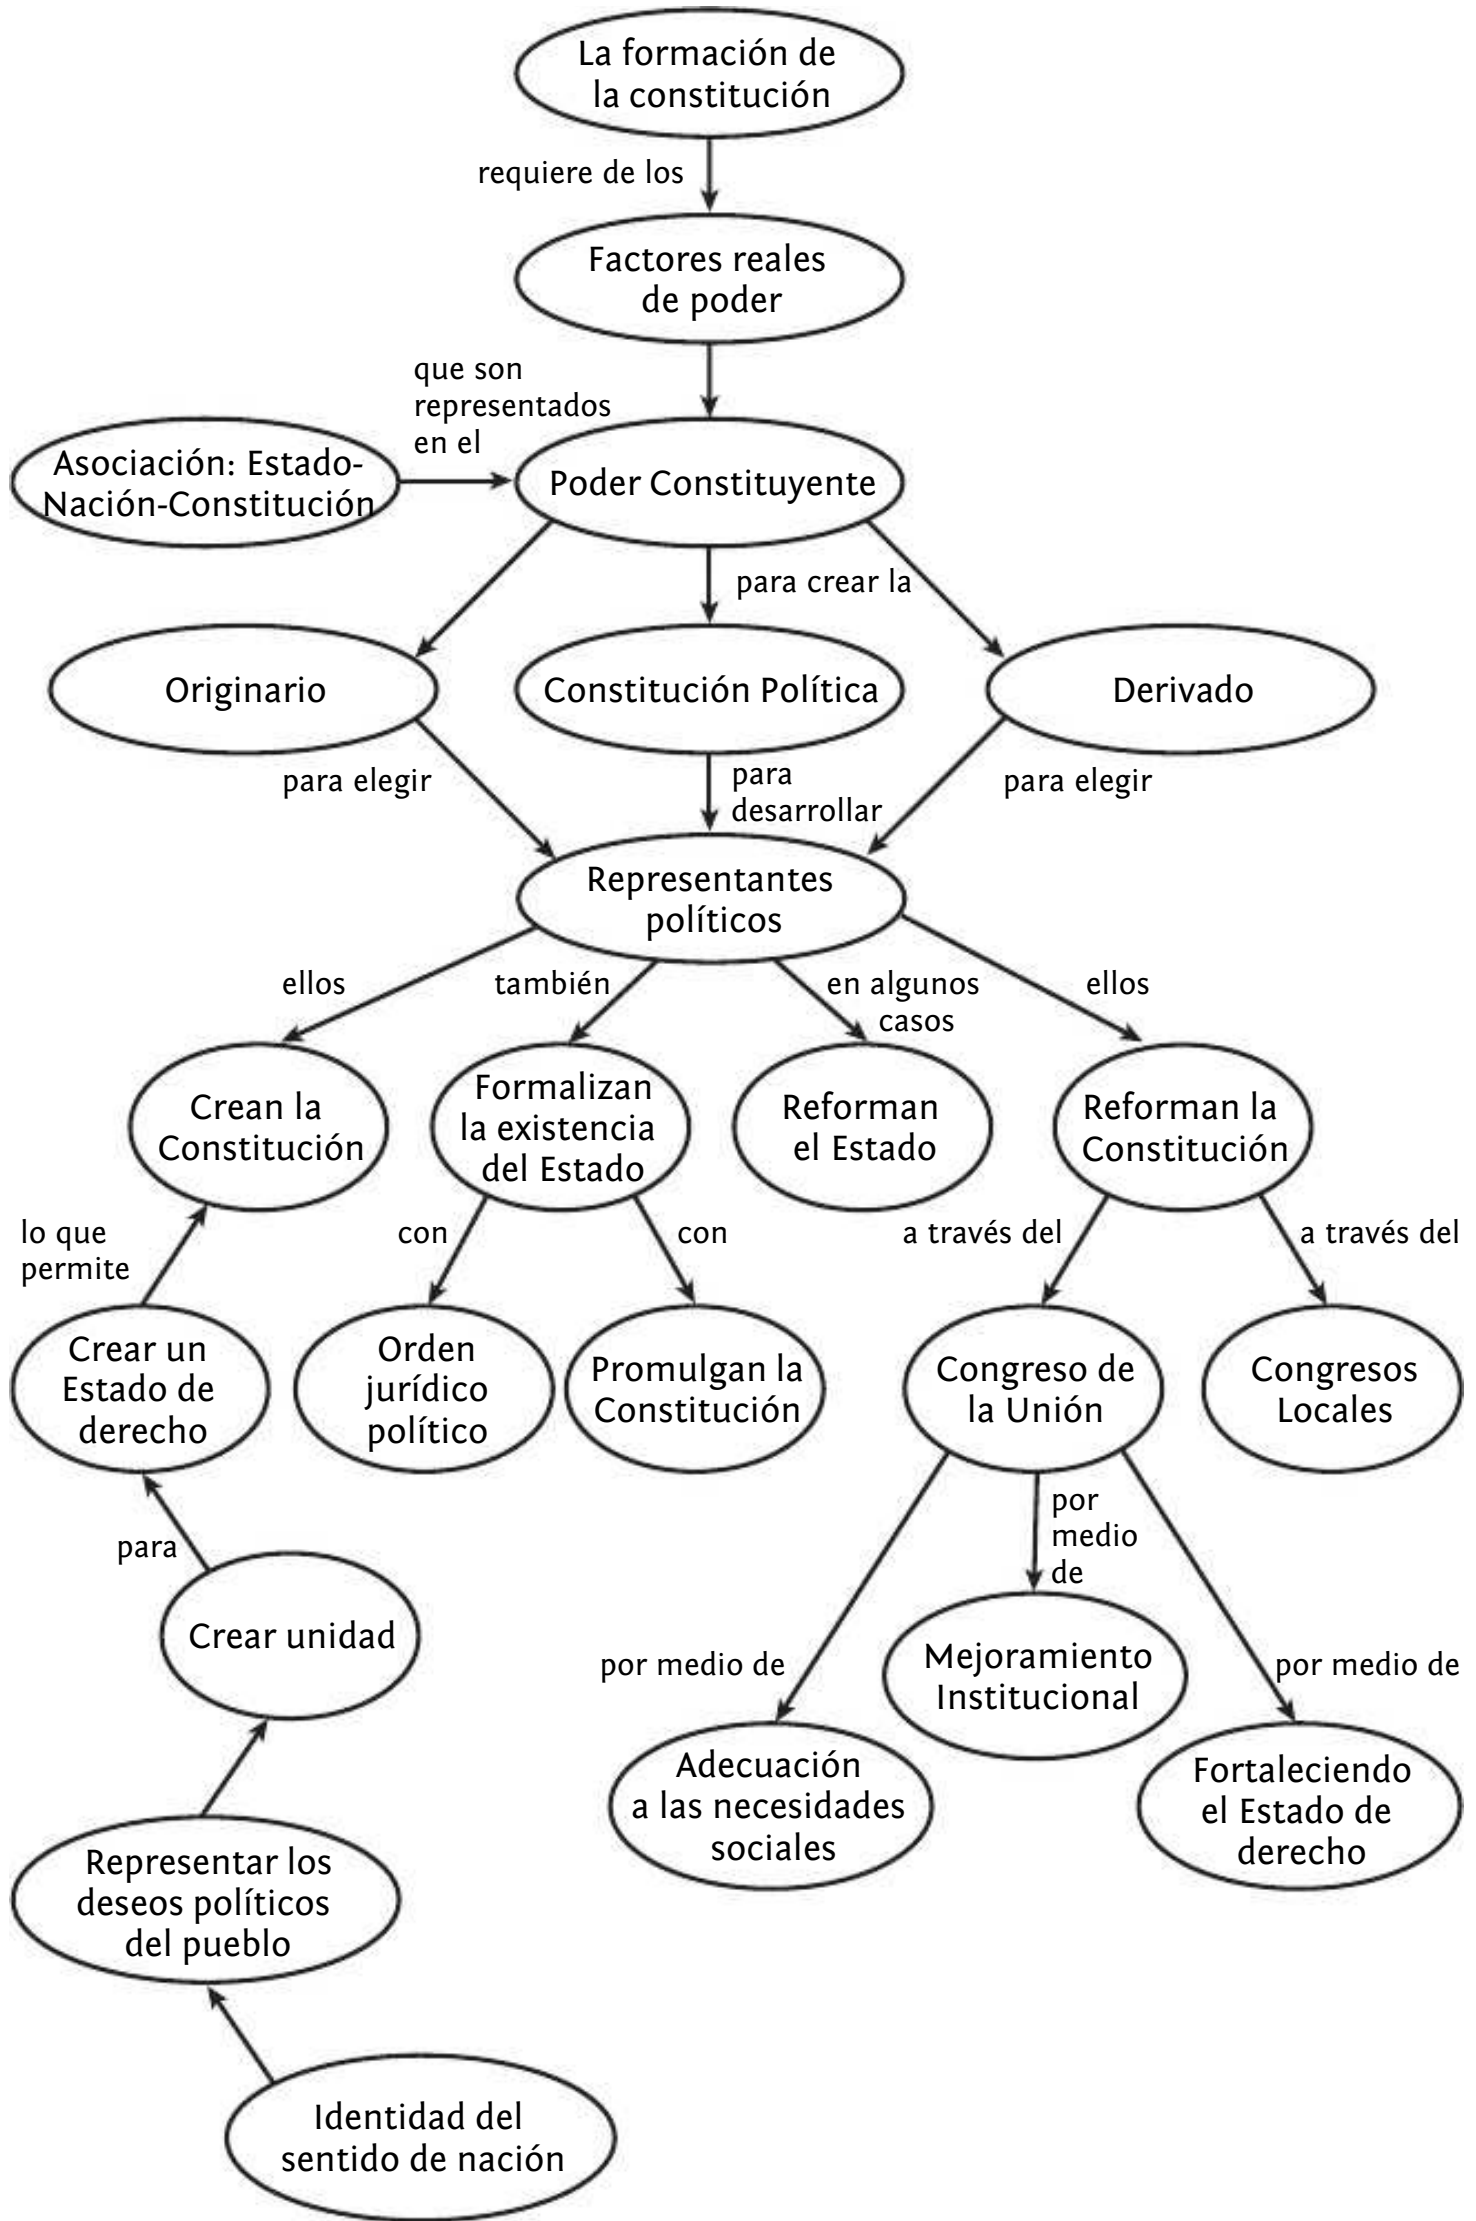 La formación de
la constitución
requiere de los
Factores reales
de poder
que son
representados
en el
Asociación: Estado-
Nación-Constitución
Poder Constituyente
para crear la
Originario
Constitución Política
Derivado
para elegir
para
desarrollar
para elegir
Representantes
políticos
ellos
también
en algunos
casos
ellos
Crean la
Constitución
Formalizan
la existencia
del Estado
Reforman
el Estado
Reforman la
Constitución
lo que
permite
con
con
a través del
a través del
Crear un
Estado de
derecho
Orden
jurídico
político
Promulgan la
Constitución
Congreso de
la Unión
Congresos
Locales
para
por
medio
de
Crear unidad
por medio de
Mejoramiento
Institucional
por medio de
Adecuación
a las necesidades
sociales
Fortaleciendo
el Estado de
derecho
Representar los
deseos políticos
del pueblo
Identidad del
sentido de nación